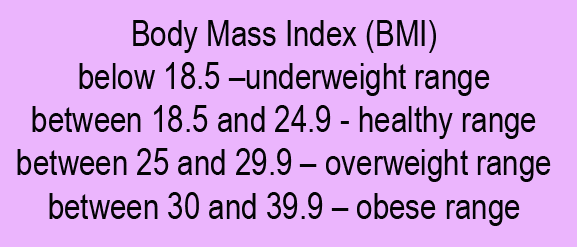 Body Mass Index (BMI)
below 18.5 –underweight range
between 18.5 and 24.9 - healthy range
between 25 and 29.9 – overweight range
between 30 and 39.9 – obese range